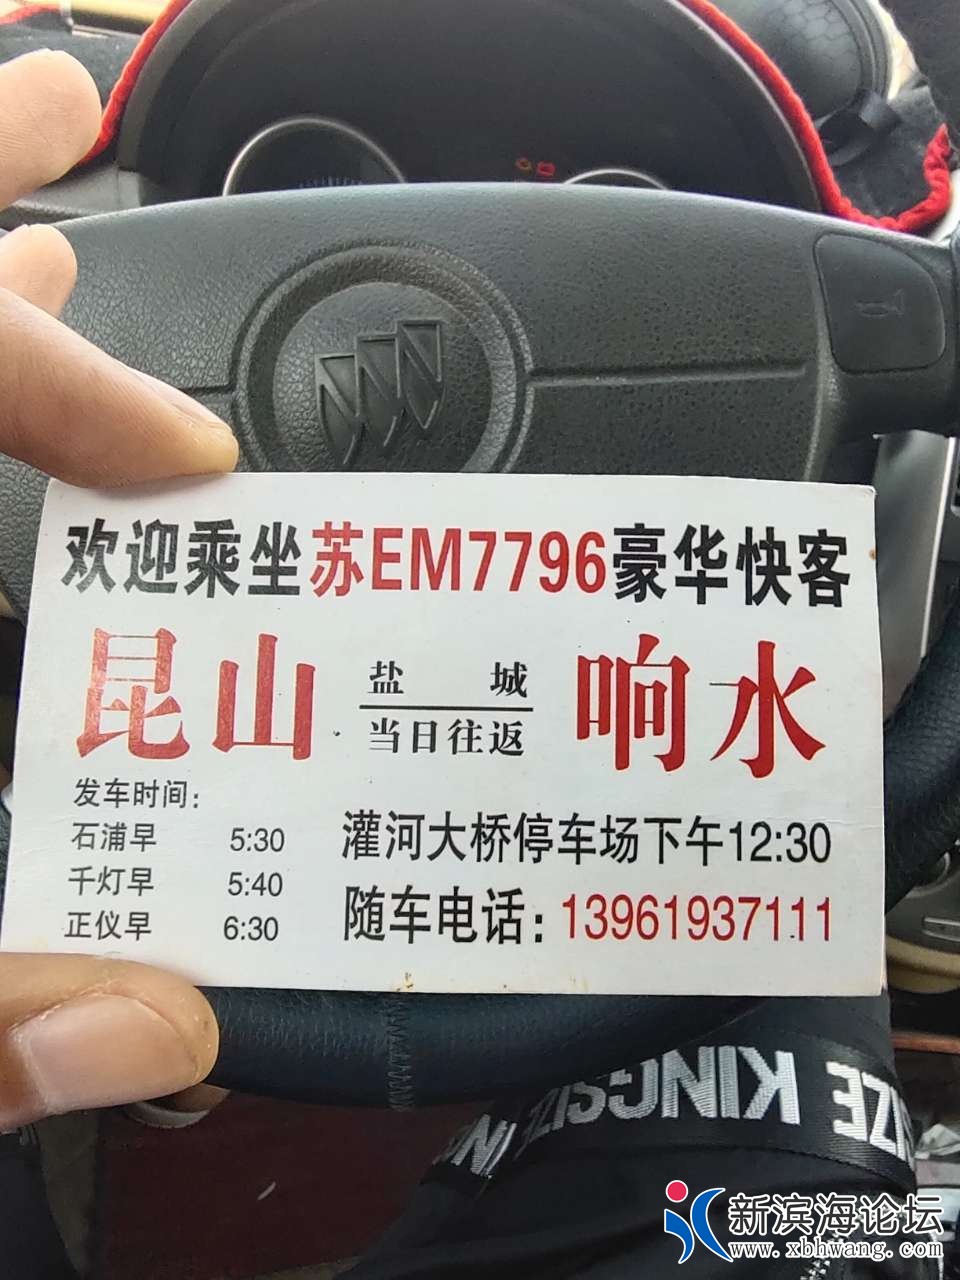 欢迎乘坐苏EM7796豪华快客
昆山 盐城 响水
当日往返
发车时间:
石浦早 5:30
千灯早 5:40
正仪早 6:30
灌河大桥停车场下午12:30
随车电话:13961937111
KINGSIZE
新滨海论坛
www.xbhwang.com